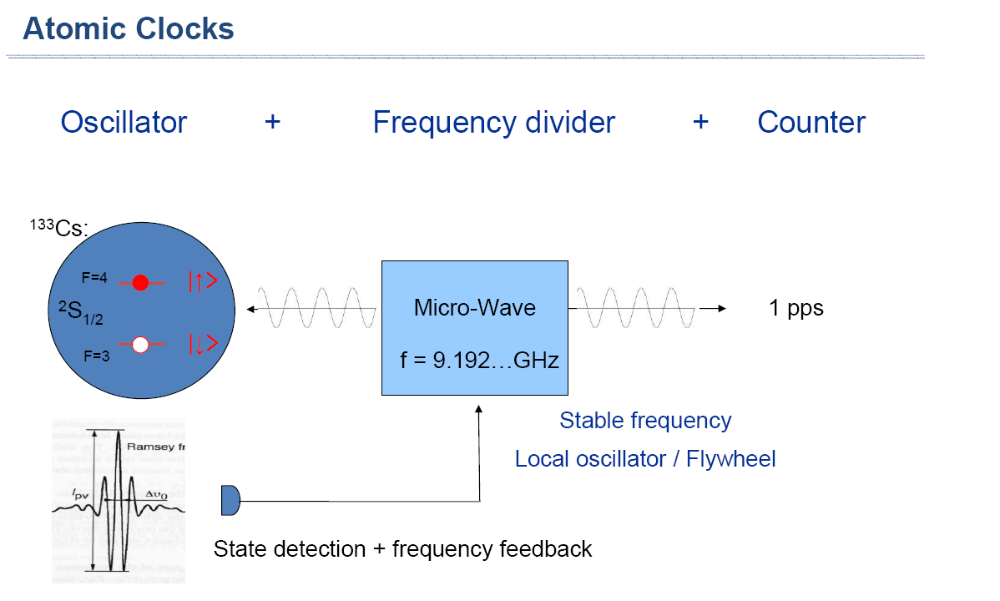 Atomic Clocks
Oscillator + Frequency divider + Counter
¹³³Cs:
F=4 |↑>
²S₁/₂
F=3 |↓>
Micro-Wave
f = 9.192…GHz
1 pps
Stable frequency
Local oscillator / Flywheel
Ramsey fr
Ipv Δυ₀
State detection + frequency feedback